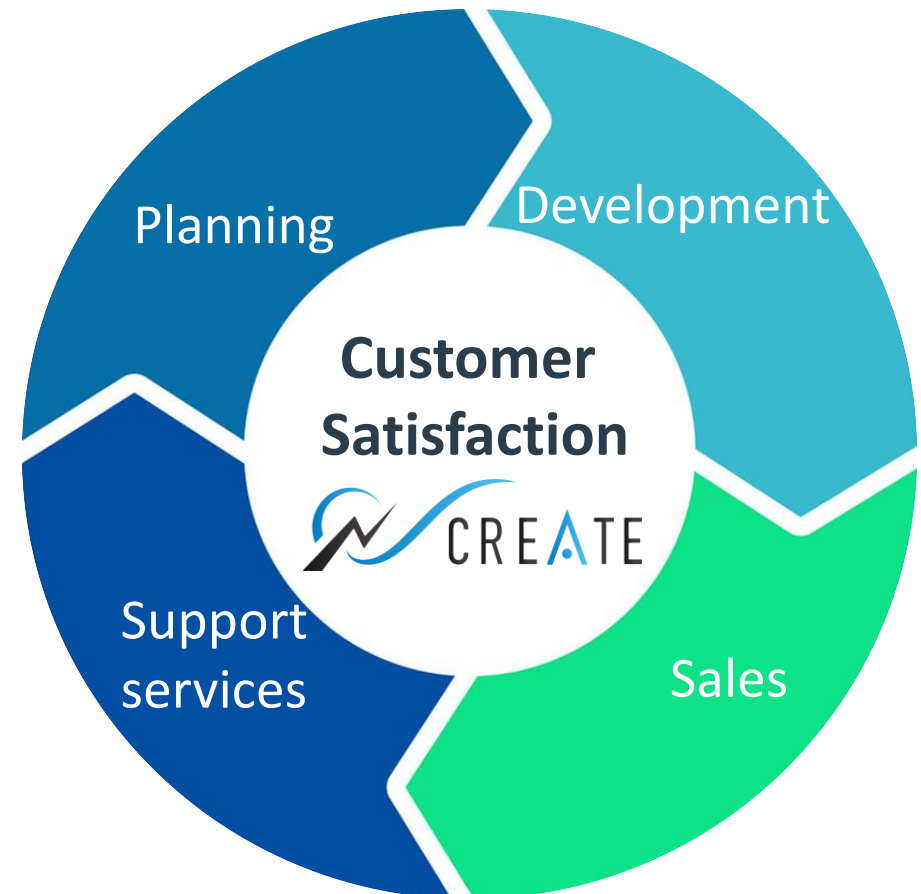 Planning
Development
Customer
Satisfaction
CREATE
Support
services
Sales